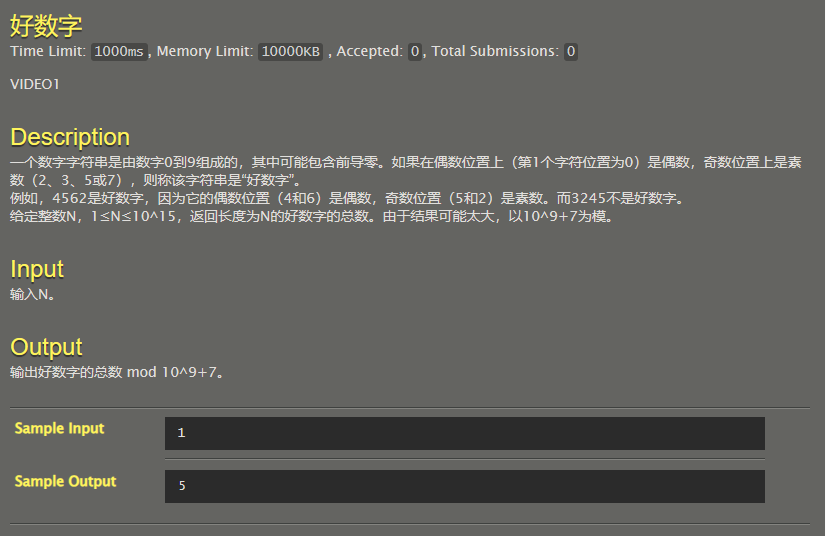 好数字
Time Limit: 1000ms, Memory Limit: 10000KB , Accepted: 0, Total Submissions: 0
VIDEO1
Description
一个数字字符串是由数字0到9组成的，其中可能包含前导零。如果在偶数位置上（第1个字符位置为0）是偶数，奇数位置上是素
数（2、3、5或7），则称该字符串是“好数字”。
例如，4562是好数字，因为它的偶数位置（4和6）是偶数，奇数位置（5和2）是素数。而3245不是好数字。
给定整数N，1≤N≤10^15，返回长度为N的好数字的总数。由于结果可能太大，以10^9+7为模。
Input
输入N。
Output
输出好数字的总数 mod 10^9+7。
Sample Input
1
Sample Output
5